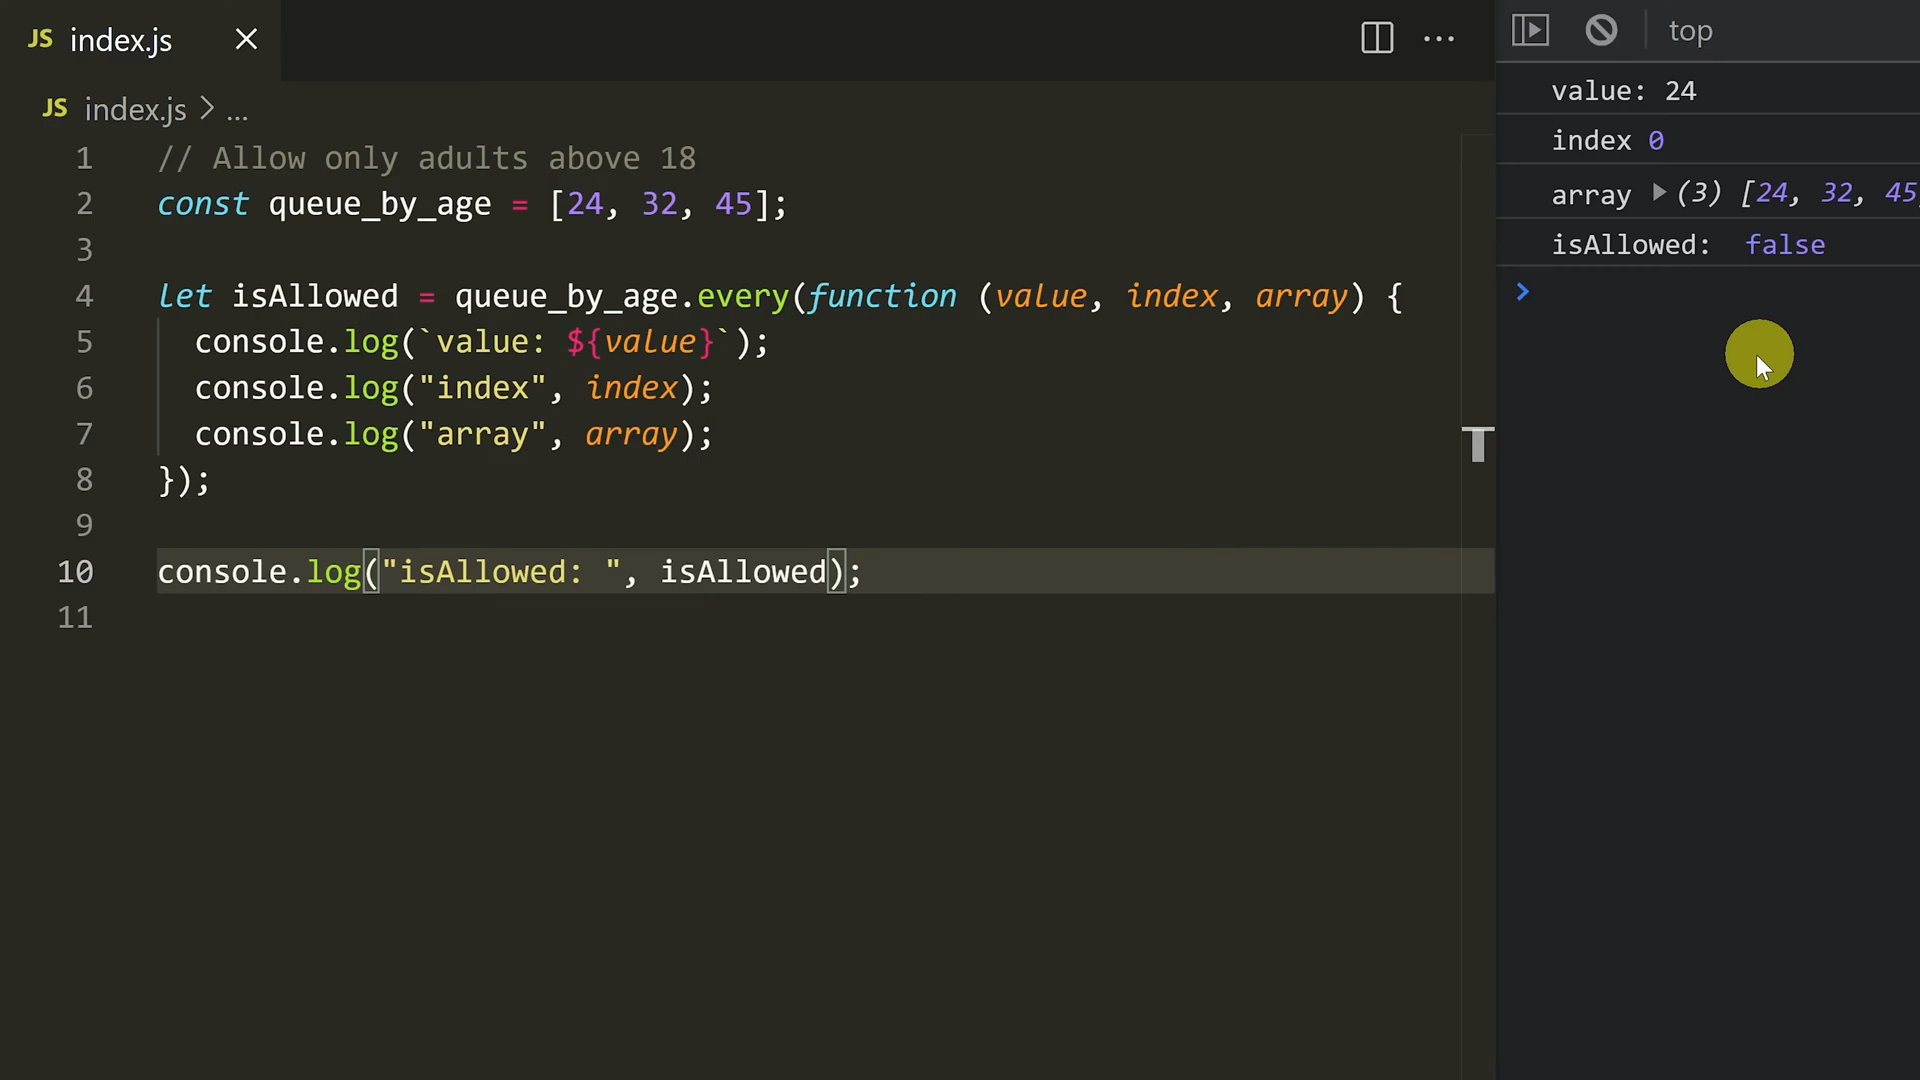 JS index.js
JS index.js > ...
1 // Allow only adults above 18
2 const queue_by_age = [24, 32, 45];
3
4 let isAllowed = queue_by_age.every(function (value, index, array) {
5 console.log(`value: ${value}`);
6 console.log("index", index);
7 console.log("array", array);
8 });
9
10 console.log("isAllowed: ", isAllowed);
11
top
value: 24
index 0
array (3) [24, 32, 45
isAllowed: false